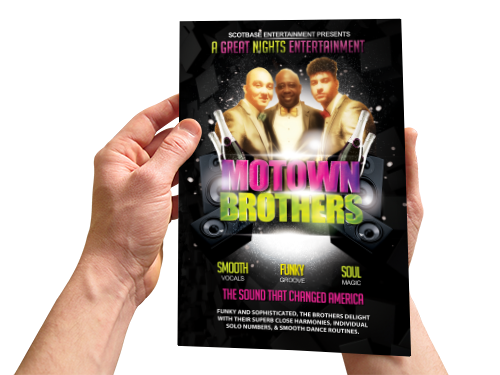 SCOTBASE ENTERTAINMENT PRESENTS
A GREAT NIGHTS ENTERTAINMENT
MOTOWN
BROTHERS
SMOOTH FUNKY SOUL
VOCALS GROOVE MAGIC
THE SOUND THAT CHANGED AMERICA
FUNKY AND SOPHISTICATED, THE BROTHERS DELIGHT
WITH THEIR SUPERB CLOSE HARMONIES, INDIVIDUAL
SOLO NUMBERS, & SMOOTH DANCE ROUTINES.